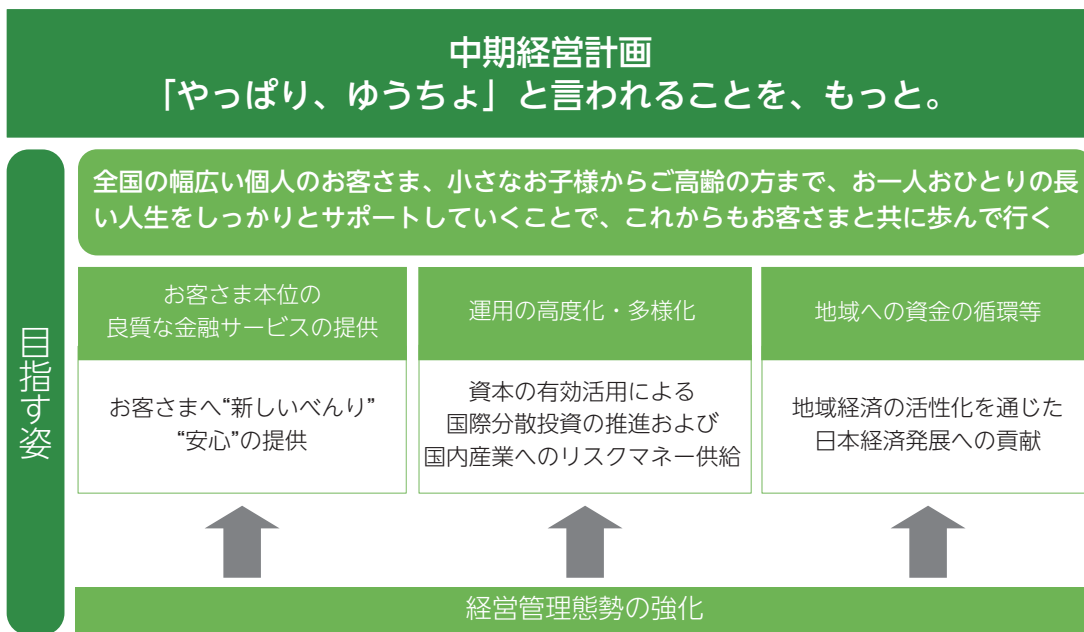 中期経営計画
「やっぱり、ゆうちょ」と言われることを、もっと。
目指す姿
全国の幅広い個人のお客さま、小さなお子様からご高齢の方まで、お一人おひとりの長
い人生をしっかりとサポートしていくことで、これからもお客さまと共に歩んで行く
お客さま本位の
良質な金融サービスの提供
お客さまへ“新しいべんり”
“安心”の提供
運用の高度化・多様化
資本の有効活用による
国際分散投資の推進および
国内産業へのリスクマネー供給
地域への資金の循環等
地域経済の活性化を通じた
日本経済発展への貢献
経営管理態勢の強化